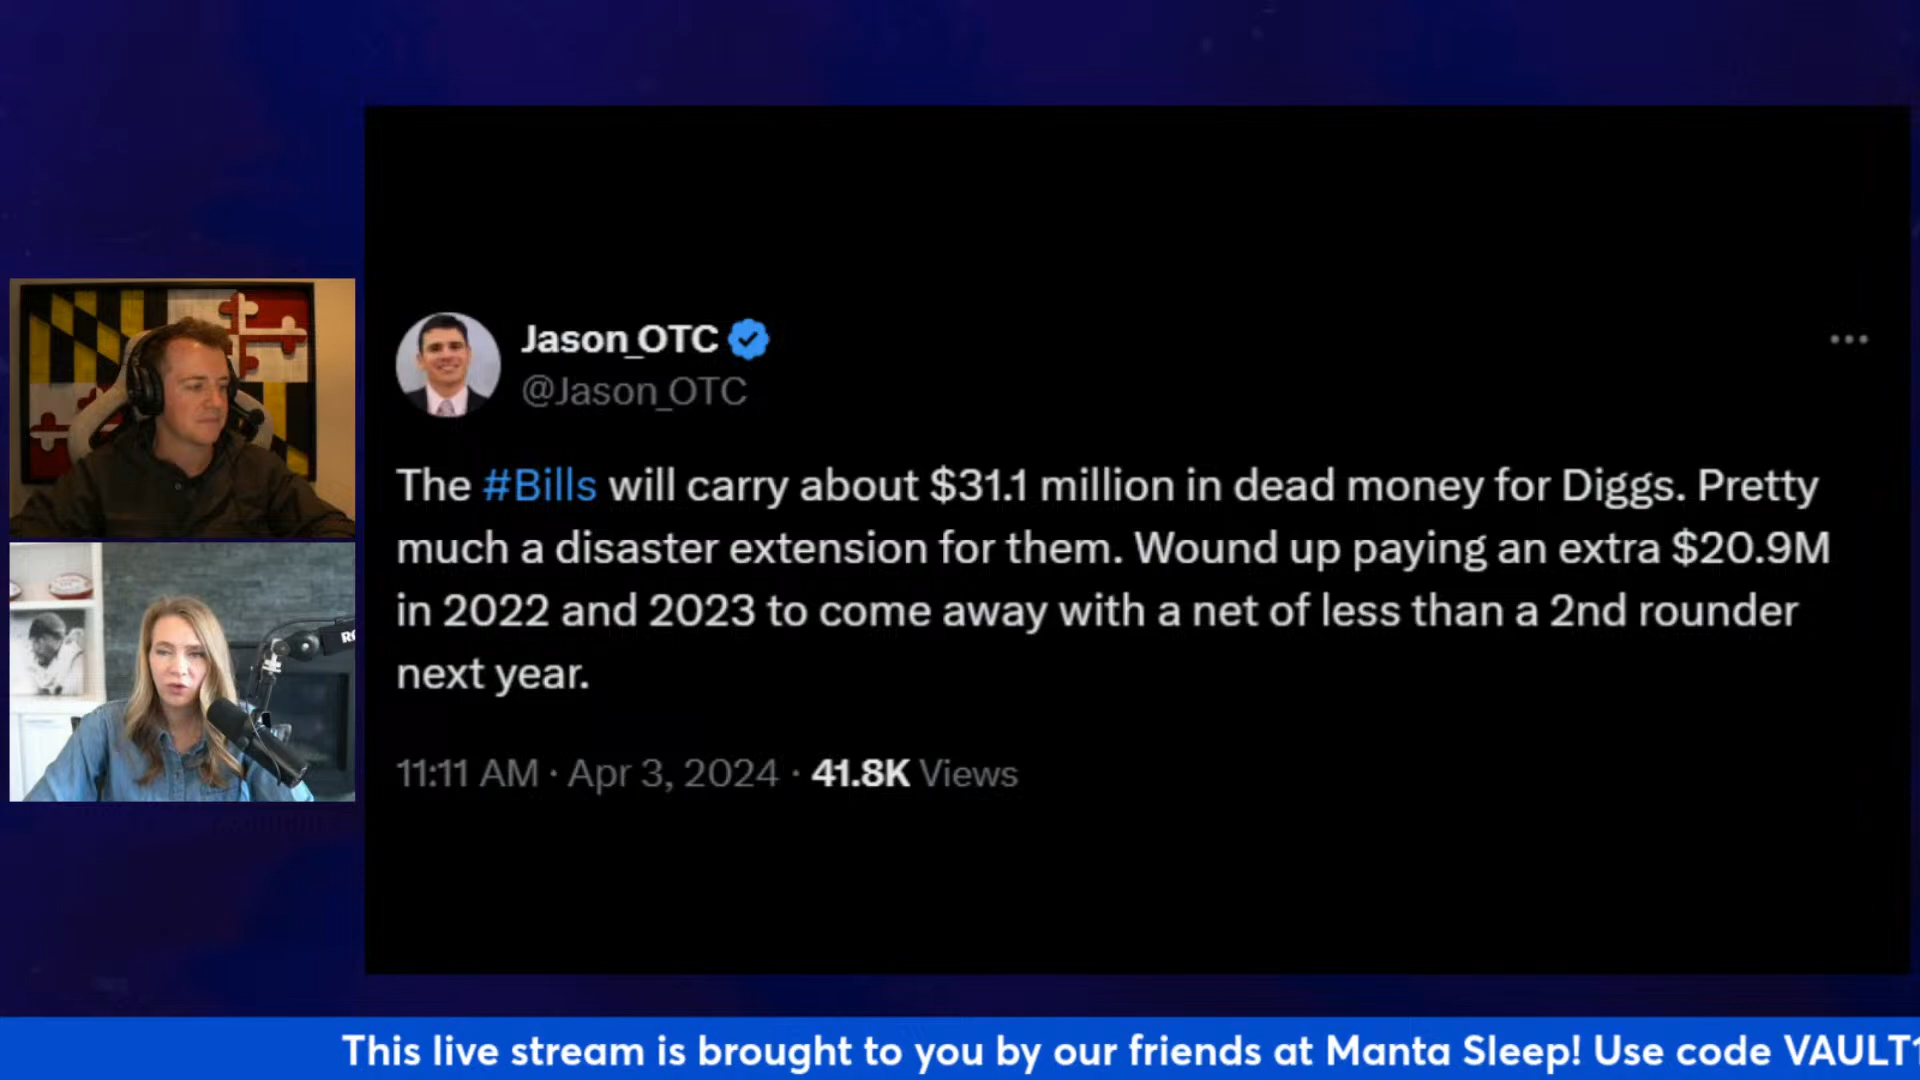 Jason_OTC
@Jason_OTC
The #Bills will carry about $31.1 million in dead money for Diggs. Pretty
much a disaster extension for them. Wound up paying an extra $20.9M
in 2022 and 2023 to come away with a net of less than a 2nd rounder
next year.
11:11 AM · Apr 3, 2024 · 41.8K Views
This live stream is brought to you by our friends at Manta Sleep! Use code